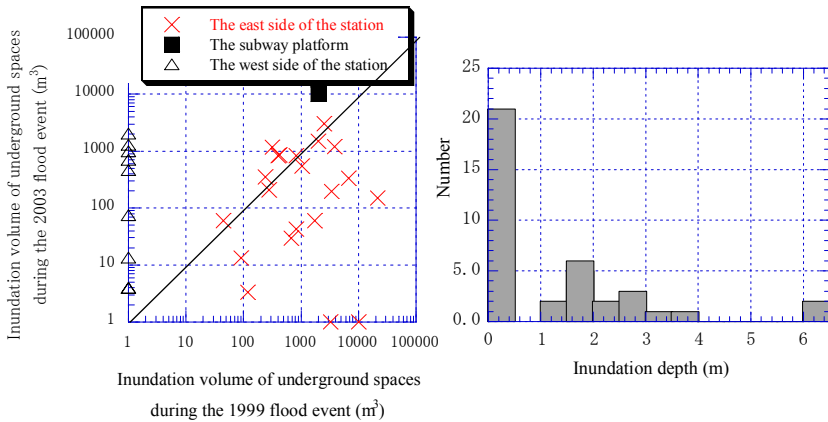 The east side of the station
The subway platform
The west side of the station
Inundation volume of underground spaces
during the 2003 flood event (m³)
100000
10000
1000
100
10
1
1 10 100 1000 10000 100000
Inundation volume of underground spaces
during the 1999 flood event (m³)
Number
25
20
15
10
5. 0
0. 0
0 1 2 3 4 5 6
Inundation depth (m)